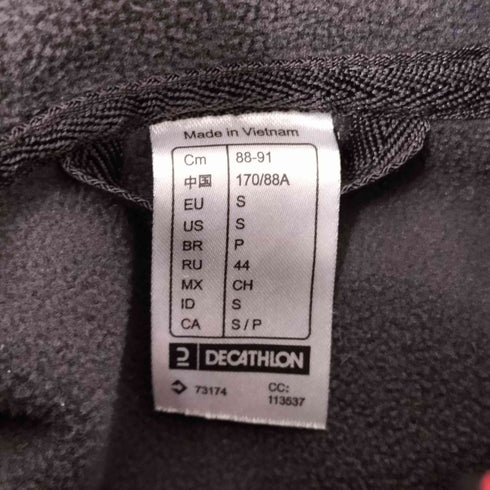 Made in Vietnam
Cm 88-91
中国 170/88A
EU S
US S
BR P
RU 44
MX CH
ID S
CA S / P
DECATHLON
73174 CC:
113537